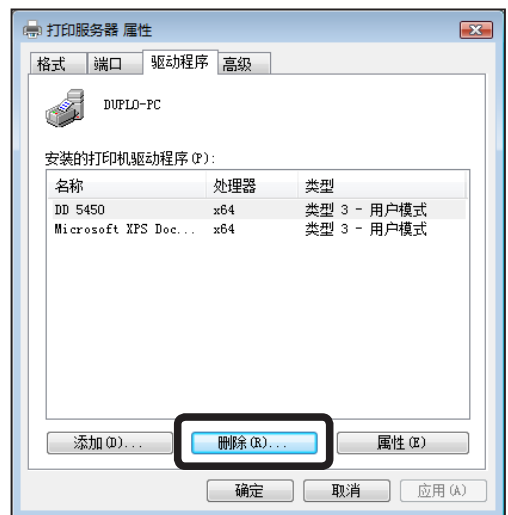 打印服务器 属性
格式 端口 驱动程序 高级
DUPLO-PC
安装的打印机驱动程序(P):
名称 处理器 类型
DD 5450 x64 类型 3 - 用户模式
Microsoft XPS Doc... x64 类型 3 - 用户模式
添加(D)... 删除(R)... 属性(E)
确定 取消 应用(A)